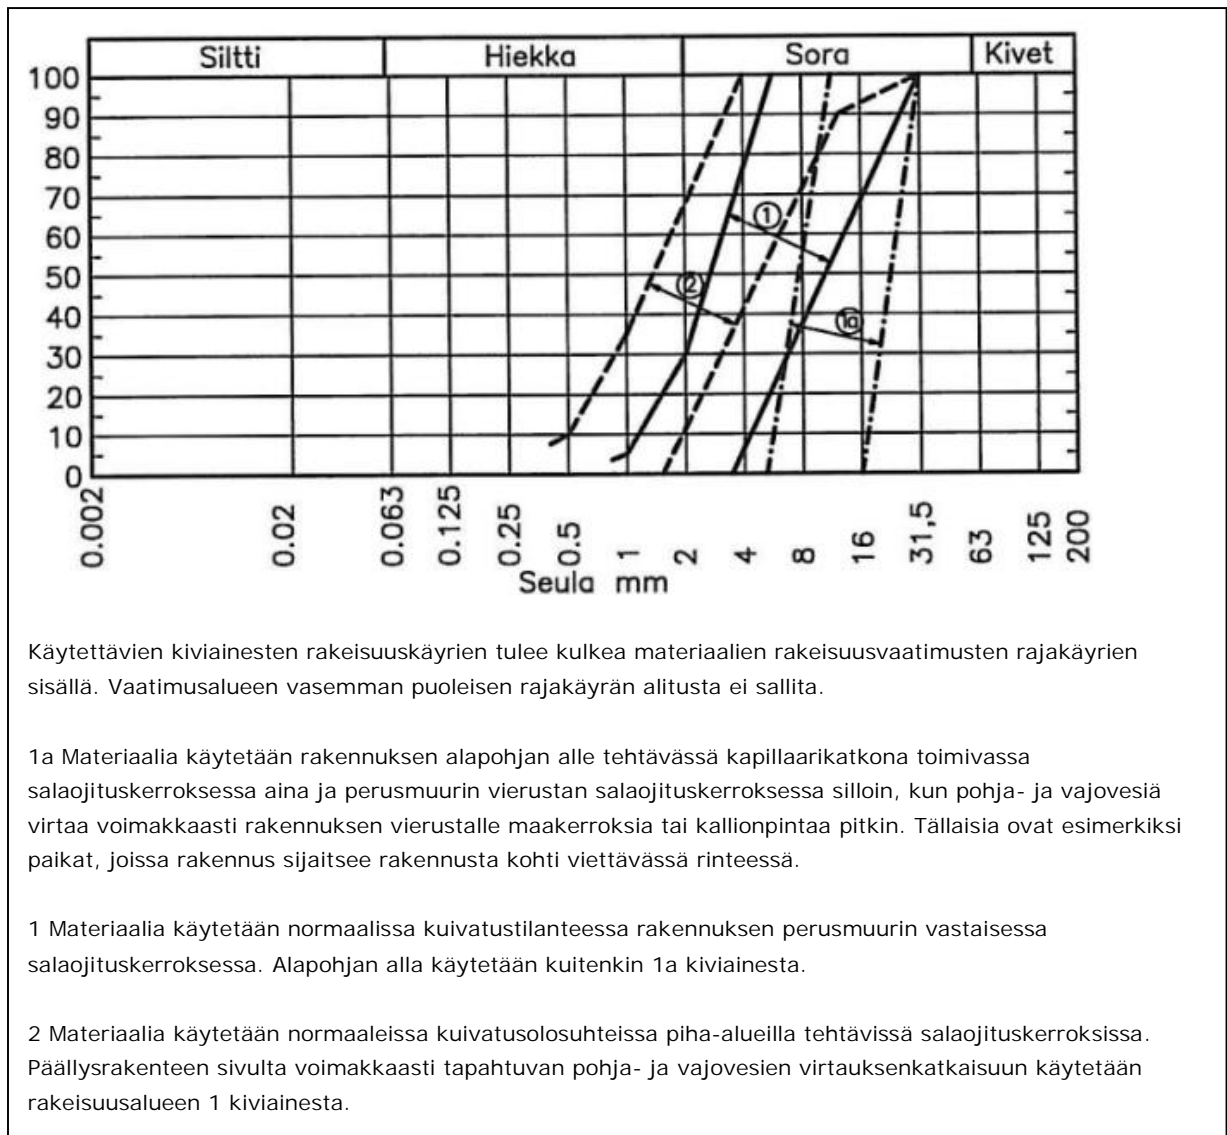 Siltti Hiekka Sora Kivet
100
90
80
70
60
50
40
30
20
10
0
1
2
1a
0.002 0.02 0.063 0.125 0.25 0.5 1 2 4 8 16 31,5 63 125 200
Seula mm
Käytettävien kiviainesten rakeisuuskäyrien tulee kulkea materiaalien rakeisuusvaatimusten rajakäyrien
sisällä. Vaatimusalueen vasemman puoleisen rajakäyrän alitusta ei sallita.
1a Materiaalia käytetään rakennuksen alapohjan alle tehtävässä kapillaarikatkona toimivassa
salaojituskerroksessa aina ja perusmuurin vierustan salaojituskerroksessa silloin, kun pohja- ja vajovesiä
virtaa voimakkaasti rakennuksen vierustalle maakerroksia tai kallionpintaa pitkin. Tällaisia ovat esimerkiksi
paikat, joissa rakennus sijaitsee rakennusta kohti viettävässä rinteessä.
1 Materiaalia käytetään normaalissa kuivatustilanteessa rakennuksen perusmuurin vastaisessa
salaojituskerroksessa. Alapohjan alla käytetään kuitenkin 1a kiviainesta.
2 Materiaalia käytetään normaaleissa kuivatusolosuhteissa piha-alueilla tehtävissä salaojituskerroksissa.
Päällysrakenteen sivulta voimakkaasti tapahtuvan pohja- ja vajovesien virtauksenkatkaisuun käytetään
rakeisuusalueen 1 kiviainesta.